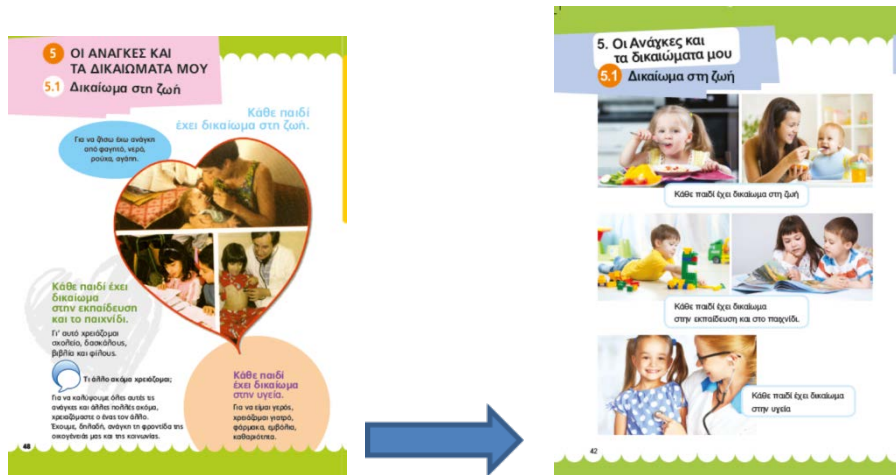 5 ΟΙ ΑΝΑΓΚΕΣ ΚΑΙ
ΤΑ ΔΙΚΑΙΩΜΑΤΑ ΜΟΥ
5.1 Δικαίωμα στη ζωή
Κάθε παιδί
έχει δικαίωμα στη ζωή.
Για να ζήσω έχω ανάγκη
από φαγητό, νερό,
ρούχα, αγάπη.
Κάθε παιδί έχει
δικαίωμα
στην εκπαίδευση
και το παιχνίδι.
Γι' αυτό χρειάζομαι
σχολείο, δασκάλους,
βιβλία και φίλους.
Τι άλλο ακόμα χρειάζομαι;
Για να καλύψουμε όλες αυτές τις
ανάγκες και άλλες πολλές ακόμα,
χρειαζόμαστε ο ένας τον άλλο.
Έχουμε, δηλαδή, ανάγκη τη φροντίδα της
οικογένειάς μας και της κοινωνίας.
Κάθε παιδί
έχει δικαίωμα
στην υγεία.
Για να είμαι γερός,
χρειάζομαι γιατρό,
φάρμακα, εμβόλια,
καθαριότητα.
48
5. Οι Ανάγκες και
τα δικαιώματα μου
5.1 Δικαίωμα στη ζωή
Κάθε παιδί έχει δικαίωμα στη ζωή
Κάθε παιδί έχει δικαίωμα
στην εκπαίδευση και στο παιχνίδι.
Κάθε παιδί έχει δικαίωμα
στην υγεία
42